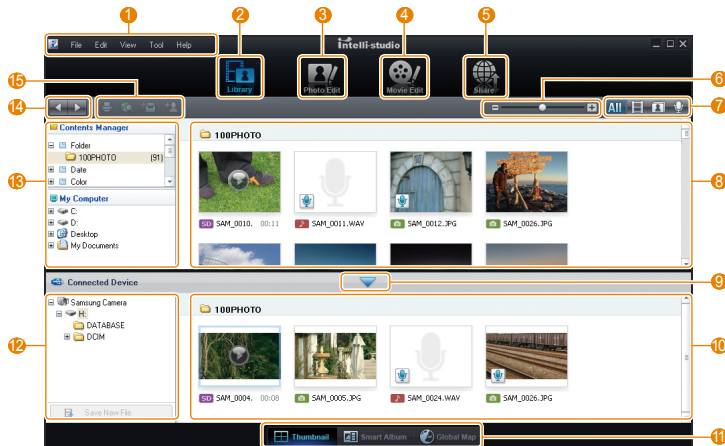 1
2
3
4
5
File Edit View Tool Help
intelli-studio
Library
Photo Edit
Movie Edit
Share
15
6
14
All
7
Contents Manager
Folder
100PHOTO (91)
Date
Color
13
My Computer
C:
D:
Desktop
My Documents
100PHOTO
8
SD SAM_0010. 00:11
SAM_0011.WAV
SAM_0012.JPG
SAM_0026.JPG
Connected Device
9
Samsung Camera
H:
DATABASE
DCIM
12
Save New File
100PHOTO
10
SD SAM_0004. 00:08
SAM_0005.JPG
SAM_0024.WAV
SAM_0026.JPG
Thumbnail
Smart Album
Global Map
11